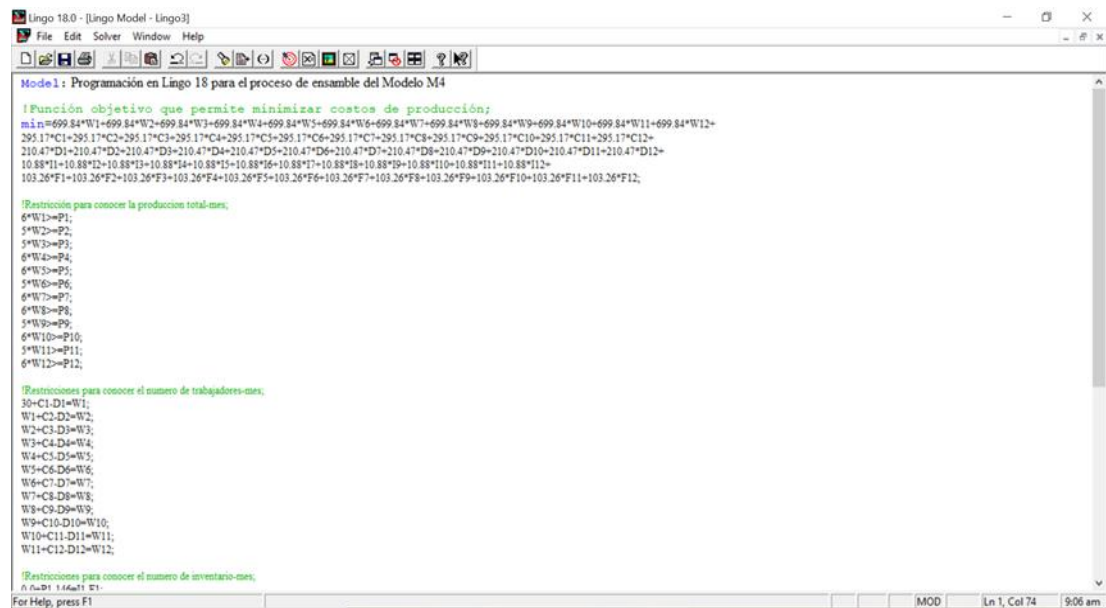 Lingo 18.0 - [Lingo Model - Lingo3]
File Edit Solver Window Help
Model: Programación en Lingo 18 para el proceso de ensamble del Modelo M4
!Función objetivo que permite minimizar costos de producción;
min=699.84*W1+699.84*W2+699.84*W3+699.84*W4+699.84*W5+699.84*W6+699.84*W7+699.84*W8+699.84*W9+699.84*W10+699.84*W11+699.84*W12+
295.17*C1+295.17*C2+295.17*C3+295.17*C4+295.17*C5+295.17*C6+295.17*C7+295.17*C8+295.17*C9+295.17*C10+295.17*C11+295.17*C12+
210.47*D1+210.47*D2+210.47*D3+210.47*D4+210.47*D5+210.47*D6+210.47*D7+210.47*D8+210.47*D9+210.47*D10+210.47*D11+210.47*D12+
10.88*I1+10.88*I2+10.88*I3+10.88*I4+10.88*I5+10.88*I6+10.88*I7+10.88*I8+10.88*I9+10.88*I10+10.88*I11+10.88*I12+
103.26*F1+103.26*F2+103.26*F3+103.26*F4+103.26*F5+103.26*F6+103.26*F7+103.26*F8+103.26*F9+103.26*F10+103.26*F11+103.26*F12;
!Restricción para conocer la produccion total-mes;
6*W1>=P1;
5*W2>=P2;
5*W3>=P3;
6*W4>=P4;
6*W5>=P5;
5*W6>=P6;
6*W7>=P7;
6*W8>=P8;
5*W9>=P9;
6*W10>=P10;
5*W11>=P11;
6*W12>=P12;
!Restricciones para conocer el numero de trabajadores-mes;
30+C1-D1=W1;
W1+C2-D2=W2;
W2+C3-D3=W3;
W3+C4-D4=W4;
W4+C5-D5=W5;
W5+C6-D6=W6;
W6+C7-D7=W7;
W7+C8-D8=W8;
W8+C9-D9=W9;
W9+C10-D10=W10;
W10+C11-D11=W11;
W11+C12-D12=W12;
!Restricciones para conocer el numero de inventario-mes;
For Help, press F1
MOD
Ln 1, Col 74
9:06 am